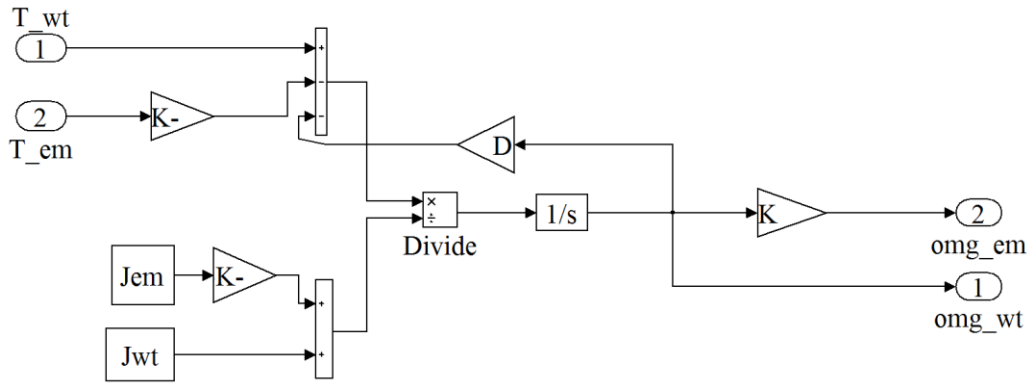 T_wt
1
+
-
-
2
K-
T_em
D
×
÷
Divide
1/s
K
2
omg_em
1
omg_wt
Jem
K-
+
+
Jwt